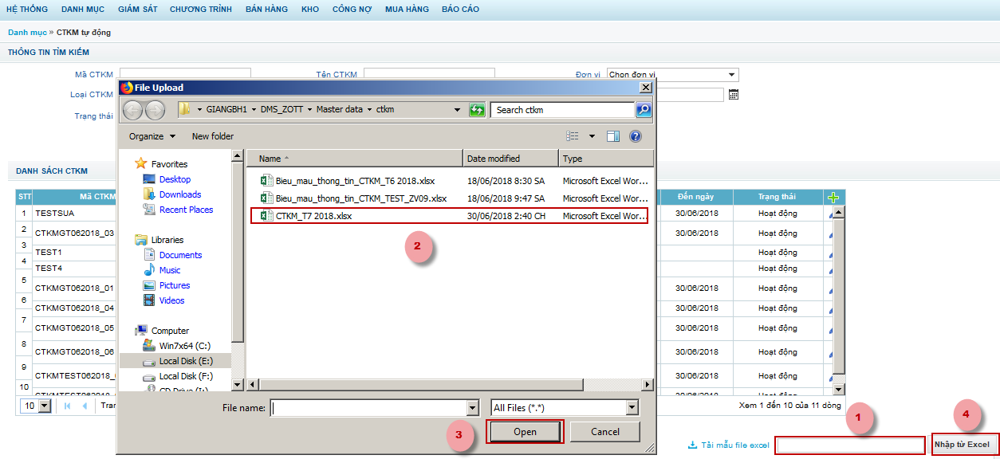 HỆ THỐNG DANH MỤC GIÁM SÁT CHƯƠNG TRÌNH BÁN HÀNG KHO CÔNG NỢ MUA HÀNG BÁO CÁO
Danh mục » CTKM tự động
THÔNG TIN TÌM KIẾM
Mã CTKM Tên CTKM Đơn vị Chọn đơn vị
Loại CTKM
Trạng thái
File Upload
GIANGBH1 DMS_ZOTT Master data ctkm Search ctkm
Organize New folder
Name Date modified Type
Favorites
Desktop
Downloads
Recent Places
Libraries
Documents
Music
Pictures
Videos
Computer
Win7x64 (C:)
Local Disk (E:)
Local Disk (F:)
CD Drive (I:)
Bieu_mau_thong_tin_CTKM_T6 2018.xlsx 18/06/2018 8:30 SA Microsoft Excel Wor...
Bieu_mau_thong_tin_CTKM_TEST_ZV09.xlsx 18/06/2018 9:47 SA Microsoft Excel Wor...
CTKM_T7 2018.xlsx 30/06/2018 2:40 CH Microsoft Excel Wor...
2
File name: All Files (*.*)
3 Open Cancel
DANH SÁCH CTKM
STT Mã CTKM Đến ngày Trạng thái
1 TESTSUA 30/06/2018 Hoạt động
2 CTKMGT062018_03 30/06/2018 Hoạt động
3 TEST1 Hoạt động
4 TEST4 Hoạt động
5 CTKMGT062018_01 30/06/2018 Hoạt động
6 CTKMGT062018_04 30/06/2018 Hoạt động
7 CTKMGT062018_05 30/06/2018 Hoạt động
8 CTKMGT062018_06 30/06/2018 Hoạt động
9 CTKMTEST062018_ 30/06/2018 Hoạt động
10 CTKMTEST062018 30/06/2018 Hoạt động
10 Tran Xem 1 đến 10 của 11 dòng
1 4
Tải mẫu file excel Nhập từ Excel